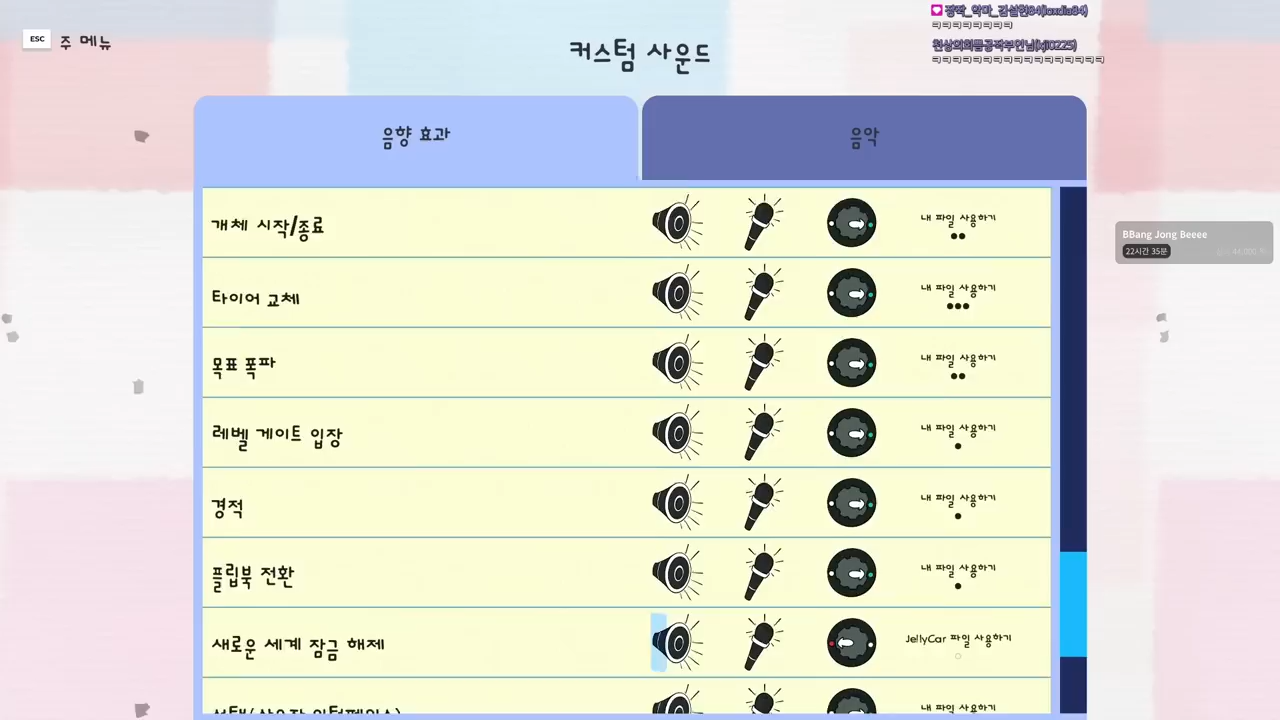 ESC 주 메뉴
커스텀 사운드
ㅋㅋㅋㅋㅋㅋㅋㅋ
ㅋㅋㅋㅋㅋㅋㅋㅋㅋㅋㅋㅋㅋㅋㅋㅋㅋ
음향 효과
음악
개체 시작/종료
내 파일 사용하기
타이어 교체
내 파일 사용하기
목표 폭파
내 파일 사용하기
레벨 게이트 입장
내 파일 사용하기
경적
내 파일 사용하기
플립북 전환
내 파일 사용하기
새로운 세계 잠금 해제
JellyCar 파일 사용하기
내 파일 사용하기
BBang Jong Beeee
22시간 35분